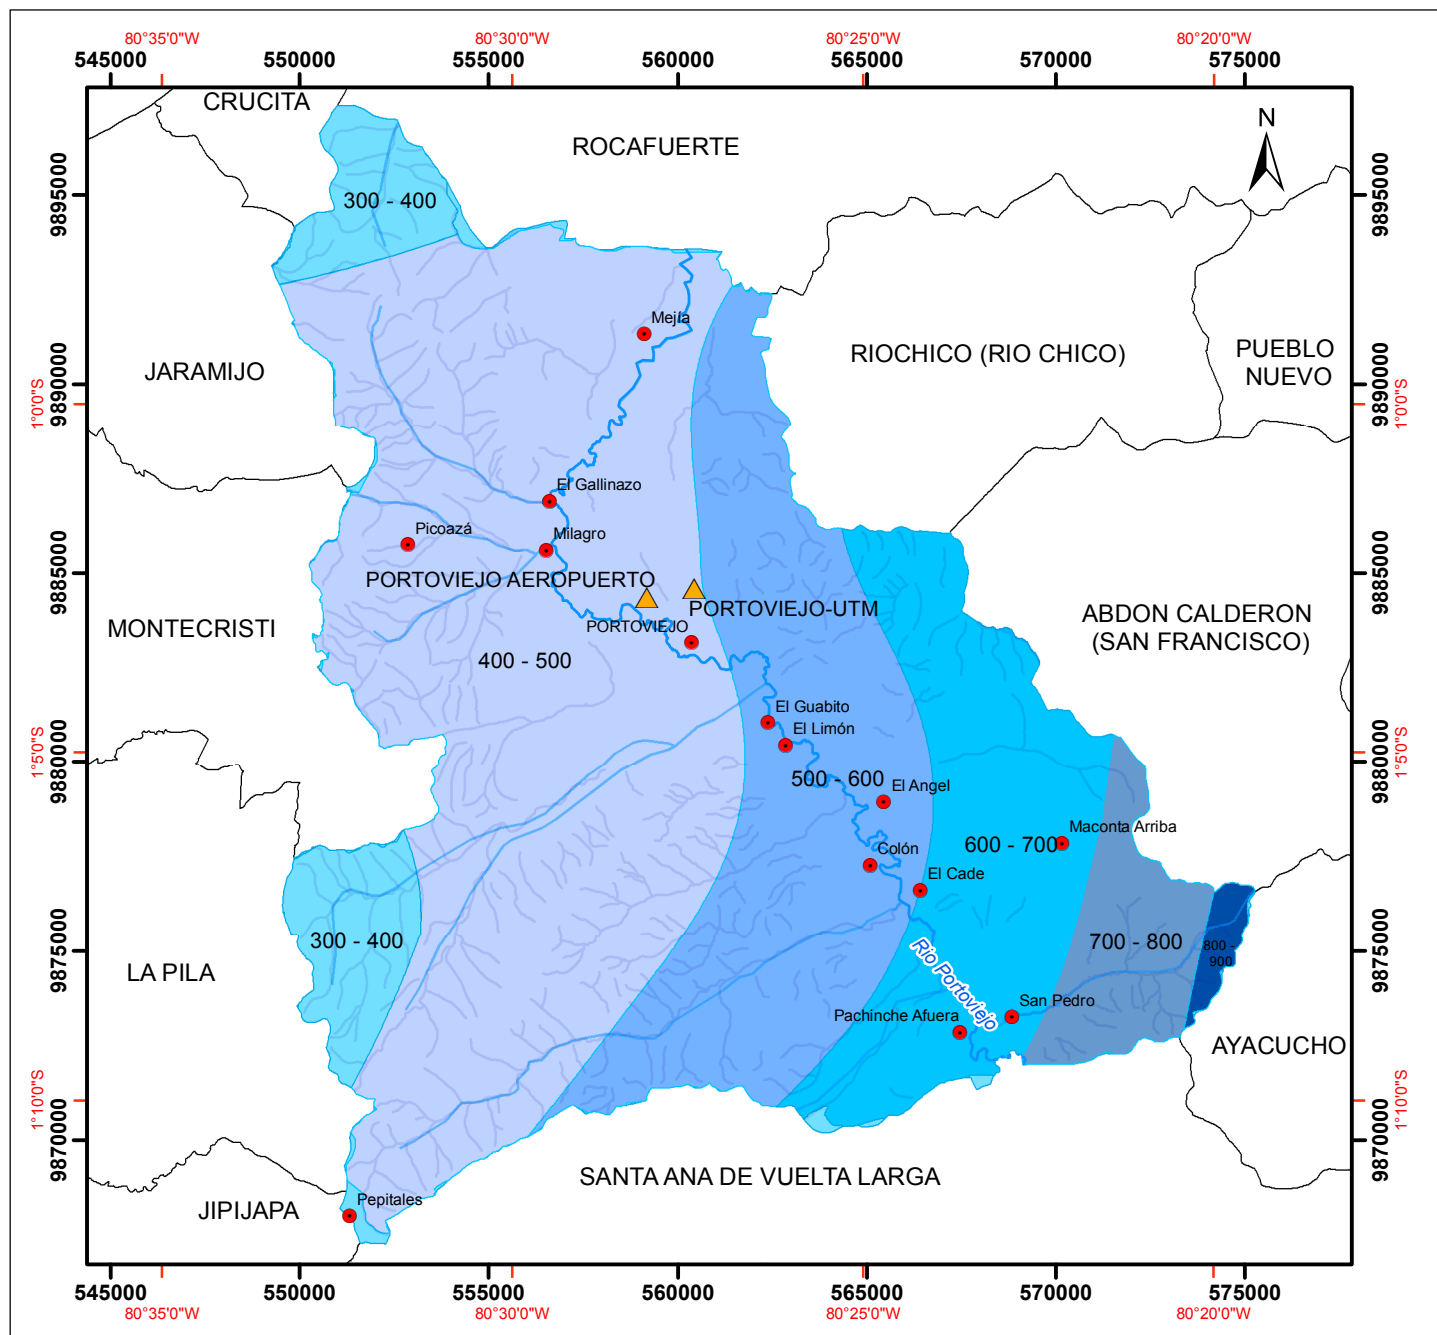 80°35'0"W
80°30'0"W
80°25'0"W
80°20'0"W
545000
550000
555000
560000
565000
570000
575000
N
CRUCITA
ROCAFUERTE
9895000
9895000
300 - 400
Mejía
JARAMIJO
RIOCHICO (RIO CHICO)
PUEBLO
NUEVO
9890000
9890000
1°0'0"S
1°0'0"S
El Gallinazo
Picoazá
Milagro
9885000
9885000
PORTOVIEJO AEROPUERTO
PORTOVIEJO-UTM
PORTOVIEJO
MONTECRISTI
ABDON CALDERON
(SAN FRANCISCO)
400 - 500
El Guabito
El Limón
1°5'0"S
1°5'0"S
9880000
9880000
500 - 600
El Angel
Maconta Arriba
600 - 700
Colón
El Cade
300 - 400
700 - 800
800 -
900
9875000
9875000
LA PILA
Rio Portoviejo
San Pedro
Pachinche Afuera
AYACUCHO
1°10'0"S
1°10'0"S
9870000
9870000
SANTA ANA DE VUELTA LARGA
Pepitales
JIPIJAPA
545000
550000
555000
560000
565000
570000
575000
80°35'0"W
80°30'0"W
80°25'0"W
80°20'0"W